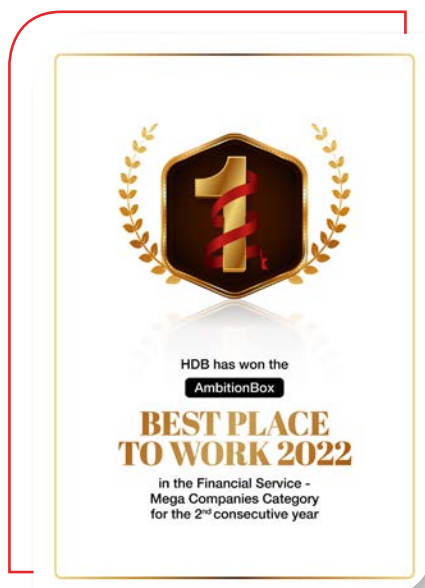 1
HDB has won the
AmbitionBox
BEST PLACE
TO WORK 2022
in the Financial Service -
Mega Companies Category
for the 2nd consecutive year